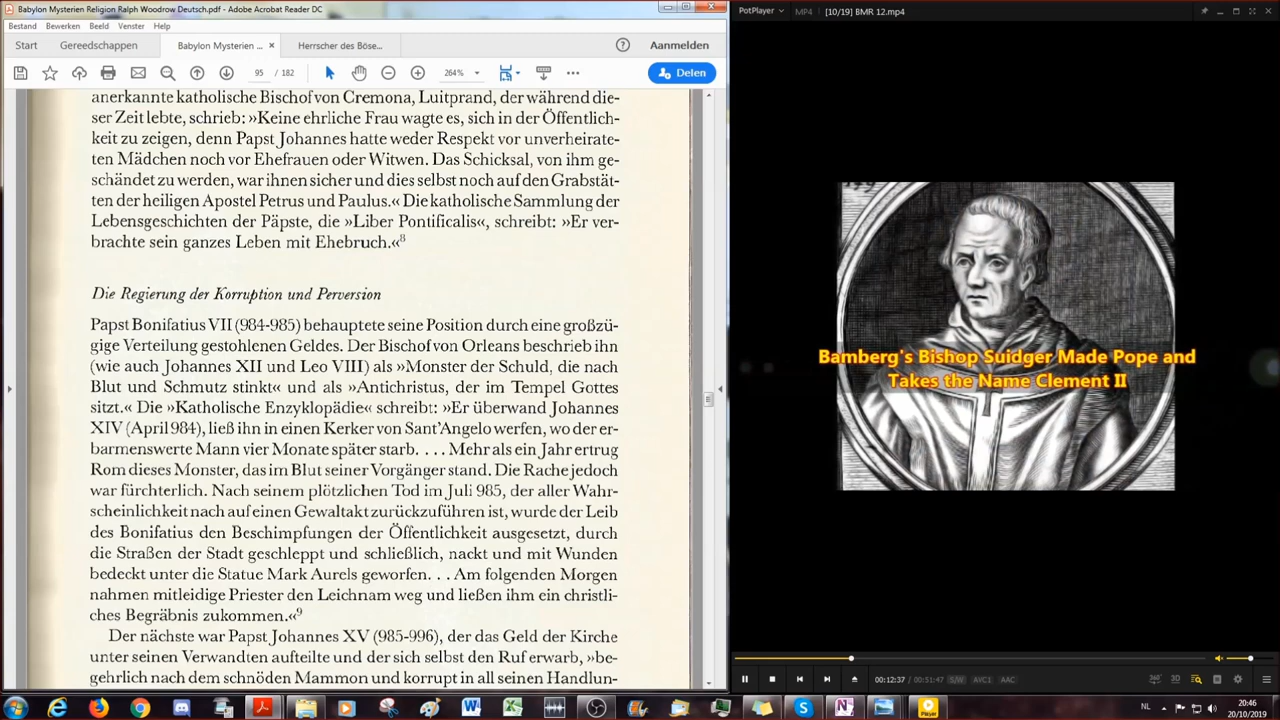 Babylon Mysterien Religion Ralph Woodrow Deutsch.pdf - Adobe Acrobat Reader DC
Bestand Bewerken Beeld Venster Help
Start Gereedschappen Babylon Mysterien ... × Herrscher des Böse... Aanmelden
95 / 182 264% Delen
anerkannte katholische Bischof von Cremona, Luitprand, der während die-
ser Zeit lebte, schrieb: »Keine ehrliche Frau wagte es, sich in der Öffentlich-
keit zu zeigen, denn Papst Johannes hatte weder Respekt vor unverheirate-
ten Mädchen noch vor Ehefrauen oder Witwen. Das Schicksal, von ihm ge-
schändet zu werden, war ihnen sicher und dies selbst noch auf den Grabstät-
ten der heiligen Apostel Petrus und Paulus.« Die katholische Sammlung der
Lebensgeschichten der Päpste, die »Liber Pontificalis«, schreibt: »Er ver-
brachte sein ganzes Leben mit Ehebruch.«8
Die Regierung der Korruption und Perversion
Papst Bonifatius VII (984-985) behauptete seine Position durch eine großzü-
gige Verteilung gestohlenen Geldes. Der Bischof von Orleans beschrieb ihn
(wie auch Johannes XII und Leo VIII) als »Monster der Schuld, die nach
Blut und Schmutz stinkt« und als »Antichristus, der im Tempel Gottes
sitzt.« Die »Katholische Enzyklopädie« schreibt: »Er überwand Johannes
XIV (April 984), ließ ihn in einen Kerker von Sant'Angelo werfen, wo der er-
barmenswerte Mann vier Monate später starb. . . . Mehr als ein Jahr ertrug
Rom dieses Monster, das im Blut seiner Vorgänger stand. Die Rache jedoch
war fürchterlich. Nach seinem plötzlichen Tod im Juli 985, der aller Wahr-
scheinlichkeit nach auf einen Gewaltakt zurückzuführen ist, wurde der Leib
des Bonifatius den Beschimpfungen der Öffentlichkeit ausgesetzt, durch
die Straßen der Stadt geschleppt und schließlich, nackt und mit Wunden
bedeckt unter die Statue Mark Aurels geworfen. . . Am folgenden Morgen
nahmen mitleidige Priester den Leichnam weg und ließen ihm ein christli-
ches Begräbnis zukommen.«9
Der nächste war Papst Johannes XV (985-996), der das Geld der Kirche
unter seinen Verwandten aufteilte und der sich selbst den Ruf erwarb, »be-
gehrlich nach dem schnöden Mammon und korrupt in all seinen Handlun-
PotPlayer MP4 [10/19] BMR 12.mp4
Bamberg's Bishop Suidger Made Pope and
Takes the Name Clement II
00:12:37 / 00:51:47 S/W AVC1 AAC 360° 3D
NL 20:46
20/10/2019